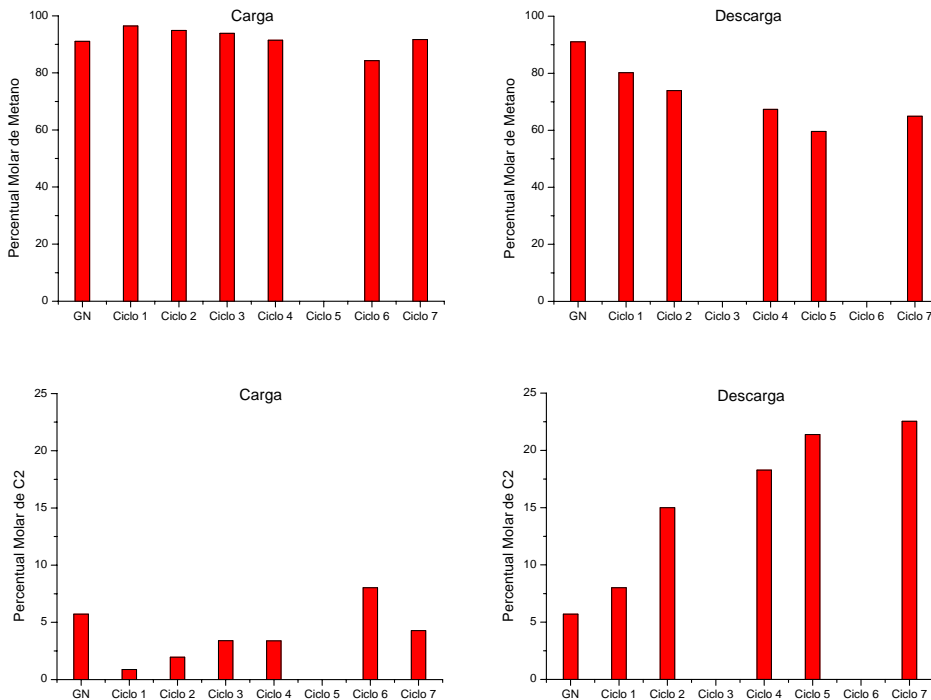 Carga
Percentual Molar de Metano
100
80
60
40
20
0
GN Ciclo 1 Ciclo 2 Ciclo 3 Ciclo 4 Ciclo 5 Ciclo 6 Ciclo 7
Descarga
Percentual Molar de Metano
100
80
60
40
20
0
GN Ciclo 1 Ciclo 2 Ciclo 3 Ciclo 4 Ciclo 5 Ciclo 6 Ciclo 7
Carga
Percentual Molar de C2
25
20
15
10
5
0
GN Ciclo 1 Ciclo 2 Ciclo 3 Ciclo 4 Ciclo 5 Ciclo 6 Ciclo 7
Descarga
Percentual Molar de C2
25
20
15
10
5
0
GN Ciclo 1 Ciclo 2 Ciclo 3 Ciclo 4 Ciclo 5 Ciclo 6 Ciclo 7